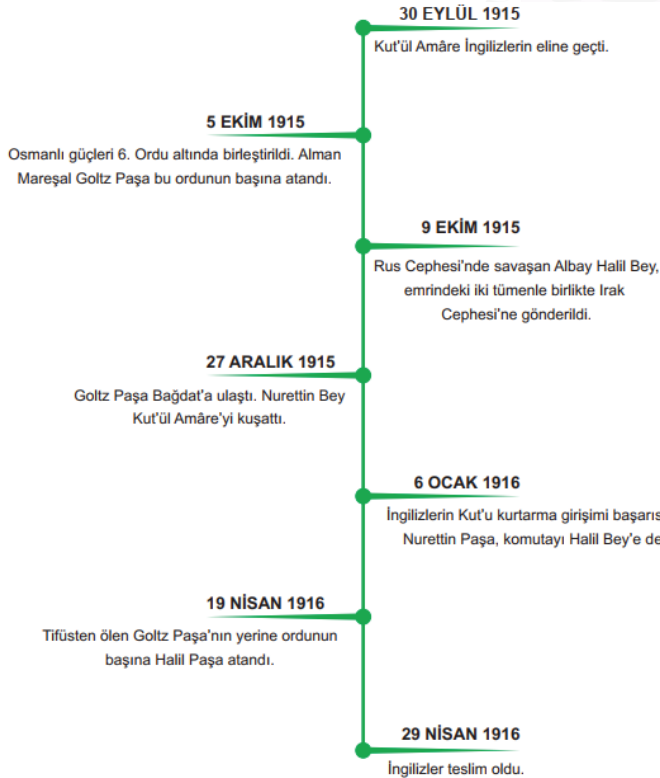 30 EYLÜL 1915
Kut'ül Amâre İngilizlerin eline geçti.
5 EKİM 1915
Osmanlı güçleri 6. Ordu altında birleştirildi. Alman
Mareşal Goltz Paşa bu ordunun başına atandı.
9 EKİM 1915
Rus Cephesi'nde savaşan Albay Halil Bey,
emrindeki iki tümenle birlikte Irak
Cephesi'ne gönderildi.
27 ARALIK 1915
Goltz Paşa Bağdat'a ulaştı. Nurettin Bey
Kut'ül Amâre'yi kuşattı.
6 OCAK 1916
İngilizlerin Kut'u kurtarma girişimi
Nurettin Paşa, komutayı Halil Bey'e
19 NİSAN 1916
Tifüsten ölen Goltz Paşa'nın yerine ordunun
başına Halil Paşa atandı.
29 NİSAN 1916
İngilizler teslim oldu.